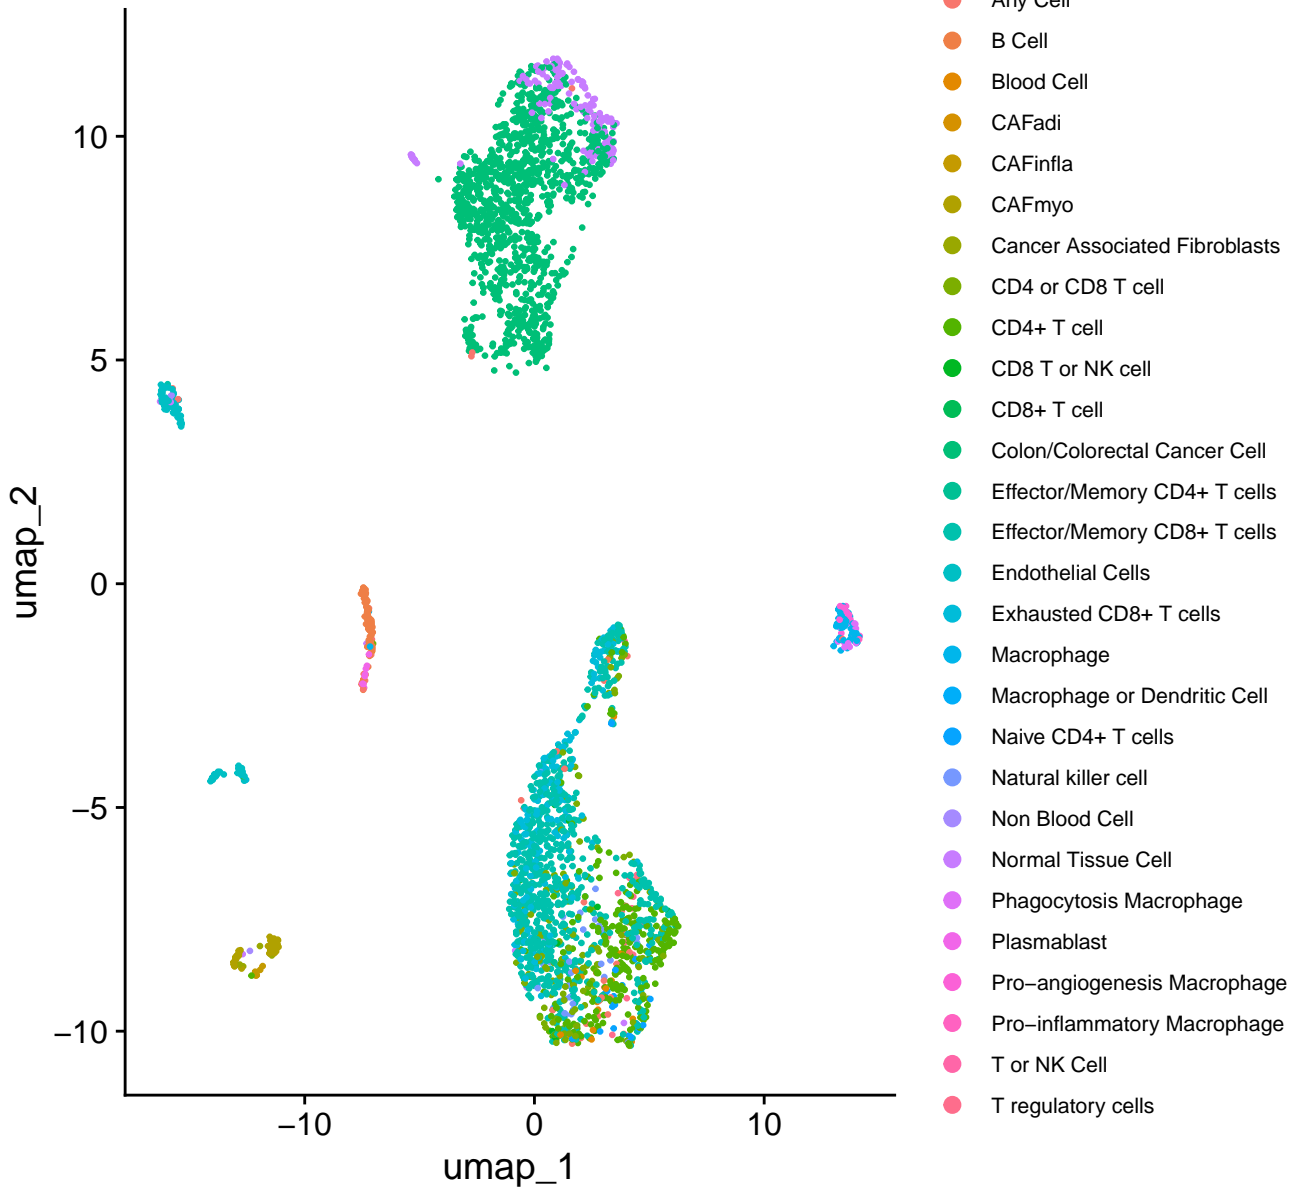 Any Cell
B Cell
Blood Cell
CAFadi
CAFinfla
CAFmyo
Cancer Associated Fibroblasts
CD4 or CD8 T cell
CD4+ T cell
CD8 T or NK cell
CD8+ T cell
Colon/Colorectal Cancer Cell
Effector/Memory CD4+ T cells
Effector/Memory CD8+ T cells
Endothelial Cells
Exhausted CD8+ T cells
Macrophage
Macrophage or Dendritic Cell
Naive CD4+ T cells
Natural killer cell
Non Blood Cell
Normal Tissue Cell
Phagocytosis Macrophage
Plasmablast
Pro−angiogenesis Macrophage
Pro−inflammatory Macrophage
T or NK Cell
T regulatory cells
10
5
0
−5
−10
umap_2
−10 0 10
umap_1